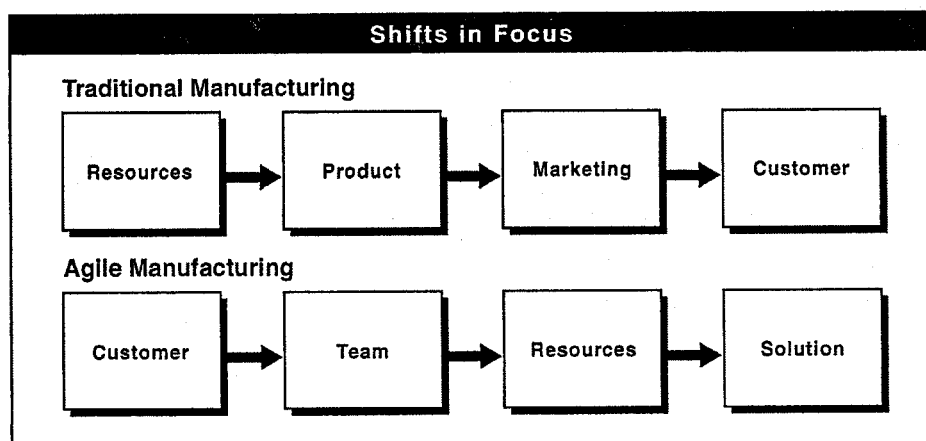 Shifts in Focus
Traditional Manufacturing
Resources
Product
Marketing
Customer
Agile Manufacturing
Customer
Team
Resources
Solution